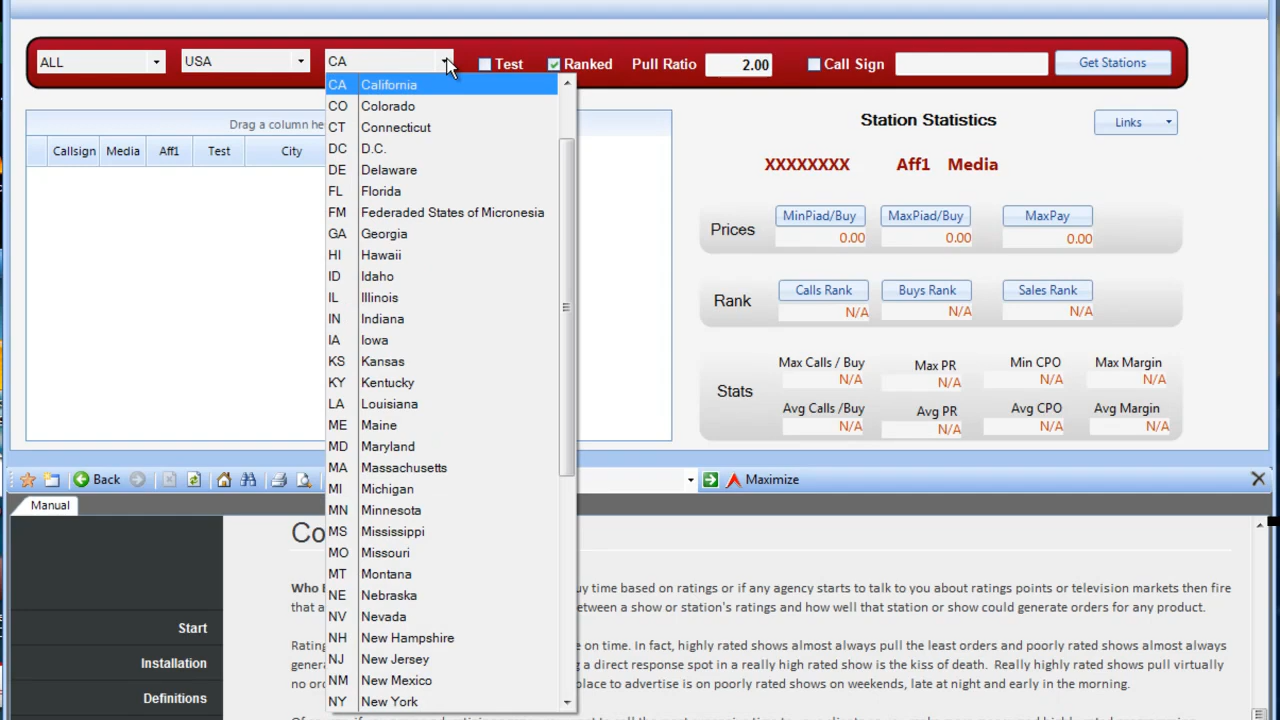 ALL USA CA Test Ranked Pull Ratio 2.00 Call Sign Get Stations
Drag a column he
Callsign Media Aff1 Test City
CA California
CO Colorado
CT Connecticut
DC D.C.
DE Delaware
FL Florida
FM Federaded States of Micronesia
GA Georgia
HI Hawaii
ID Idaho
IL Illinois
IN Indiana
IA Iowa
KS Kansas
KY Kentucky
LA Louisiana
ME Maine
MD Maryland
MA Massachusetts
MI Michigan
MN Minnesota
MS Mississippi
MO Missouri
MT Montana
NE Nebraska
NV Nevada
NH New Hampshire
NJ New Jersey
NM New Mexico
NY New York
Station Statistics Links
XXXXXXXX Aff1 Media
Prices MinPiad/Buy MaxPiad/Buy MaxPay
0.00 0.00 0.00
Rank Calls Rank Buys Rank Sales Rank
N/A N/A N/A
Stats Max Calls / Buy Max PR Min CPO Max Margin
N/A N/A N/A N/A
Avg Calls /Buy Avg PR Avg CPO Avg Margin
N/A N/A N/A N/A
Back Maximize
Manual
Start
Installation
Definitions
Co
Who uy time based on ratings or if any agency starts to talk to you about ratings points or television markets then fire
that a etween a show or station's ratings and how well that station or show could generate orders for any product.
Rating e on time. In fact, highly rated shows almost always pull the least orders and poorly rated shows almost always
genera g a direct response spot in a really high rated show is the kiss of death. Really highly rated shows pull virtually
no or place to advertise is on poorly rated shows on weekends, late at night and early in the morning.